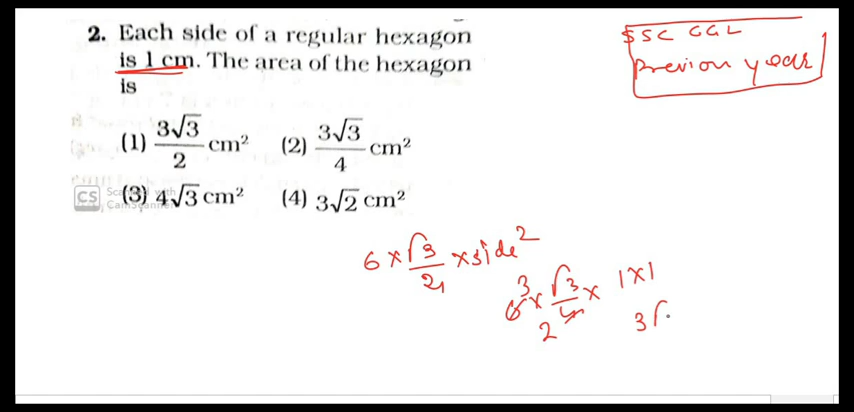 2. Each side of a regular hexagon
is 1 cm. The area of the hexagon
is
(1) 3√3/2 cm² (2) 3√3/4 cm²
(3) 4√3 cm² (4) 3√2 cm²
CS
SSC CGL
Previou year
6 × √3/4 × side²
6 3 × √3/4 2 × 1×1
3√